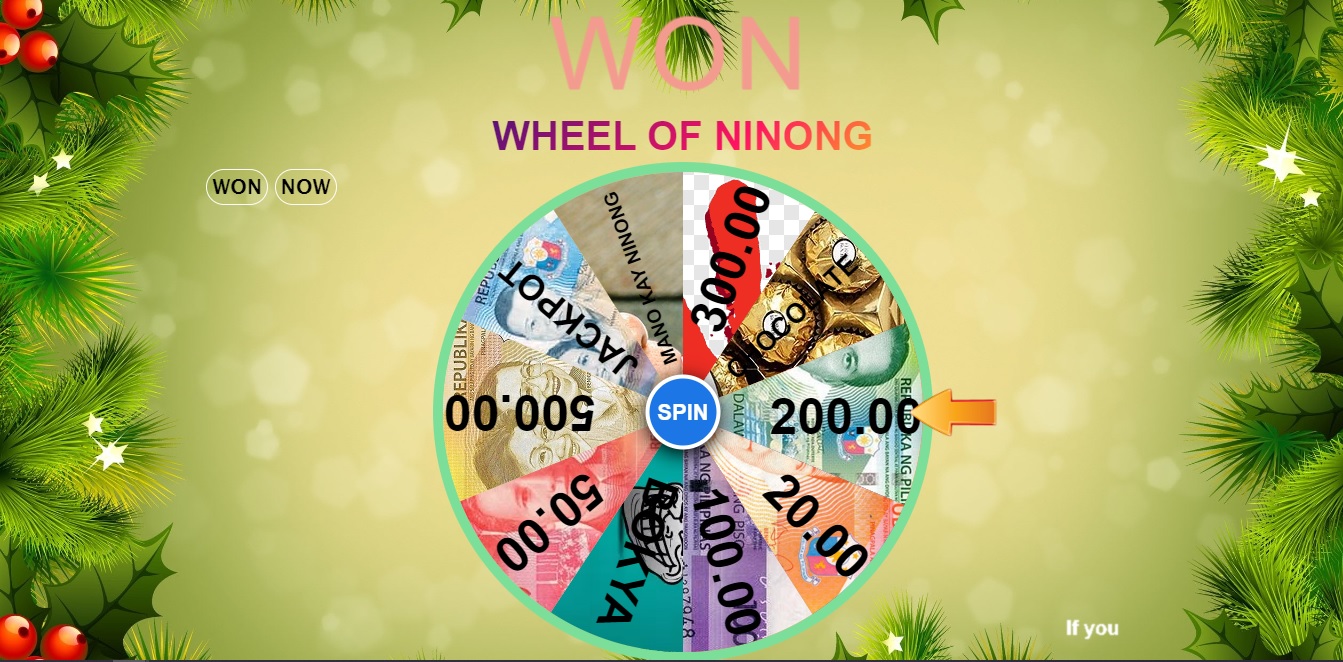 WON
WHEEL OF NINONG
WON
NOW
MANO KAY NINONG
300.00
CHOCOLATE
JACKPOT
500.00
SPIN
200.00
50.00
BOKYA
100.00
20.00
If you